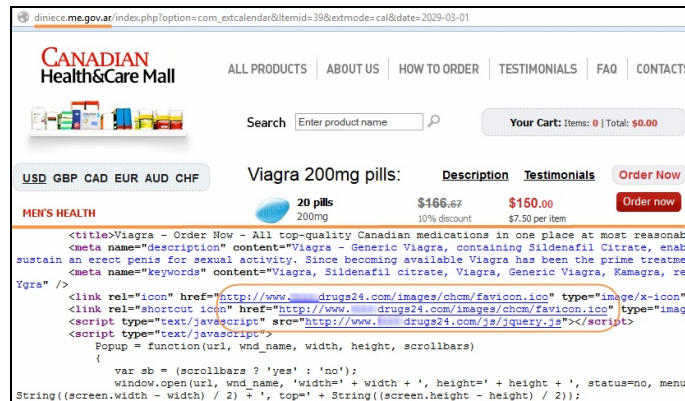 diniece.me.gov.ar/index.php?option=com_extcalendar&Itemid=39&extmode=cal&date=2029-03-01
CANADIAN
Health&Care Mall
ALL PRODUCTS ABOUT US HOW TO ORDER TESTIMONIALS FAQ CONTACTS
Search Enter product name Your Cart: Items: 0 | Total: $0.00
USD GBP CAD EUR AUD CHF
Viagra 200mg pills: Description Testimonials Order Now
20 pills $166.67 $150.00 Order now
200mg 10% discount $7.50 per item
MEN'S HEALTH
<title>Viagra - Order Now - All top-quality Canadian medications in one place at most reasonab
<meta name="description" content="Viagra - Generic Viagra, containing Sildenafil Citrate, enab
sustain an erect penis for sexual activity. Since becoming available Viagra has been the prime treatme
<meta name="keywords" content="Viagra, Sildenafil citrate, Viagra, Generic Viagra, Kamagra, re
Ygra" />
<link rel="icon" href="http://www. drugs24.com/images/chcm/favicon.ico" type="image/x-icon"
<link rel="shortcut icon" href="http://www. drugs24.com/images/chcm/favicon.ico" type="imag
<script type="text/javascript" src="http://www. drugs24.com/js/jquery.js"></script>
<script type="text/javascript">
Popup = function(url, wnd_name, width, height, scrollbars)
{
var sb = (scrollbars ? 'yes' : 'no');
window.open(url, wnd_name, 'width=' + width + ', height=' + height + ', status=no, menu
String((screen.width - width) / 2) + ', top=' + String((screen.height - height) / 2));